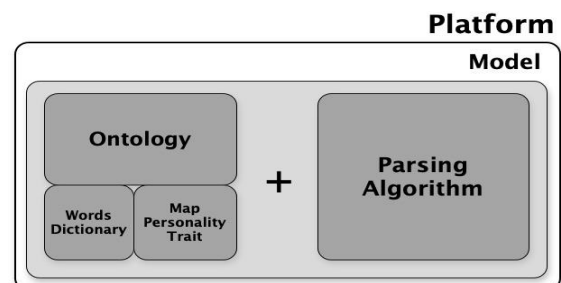 Platform
Model
Ontology
Words
Dictionary
Map
Personality
Trait
+
Parsing
Algorithm